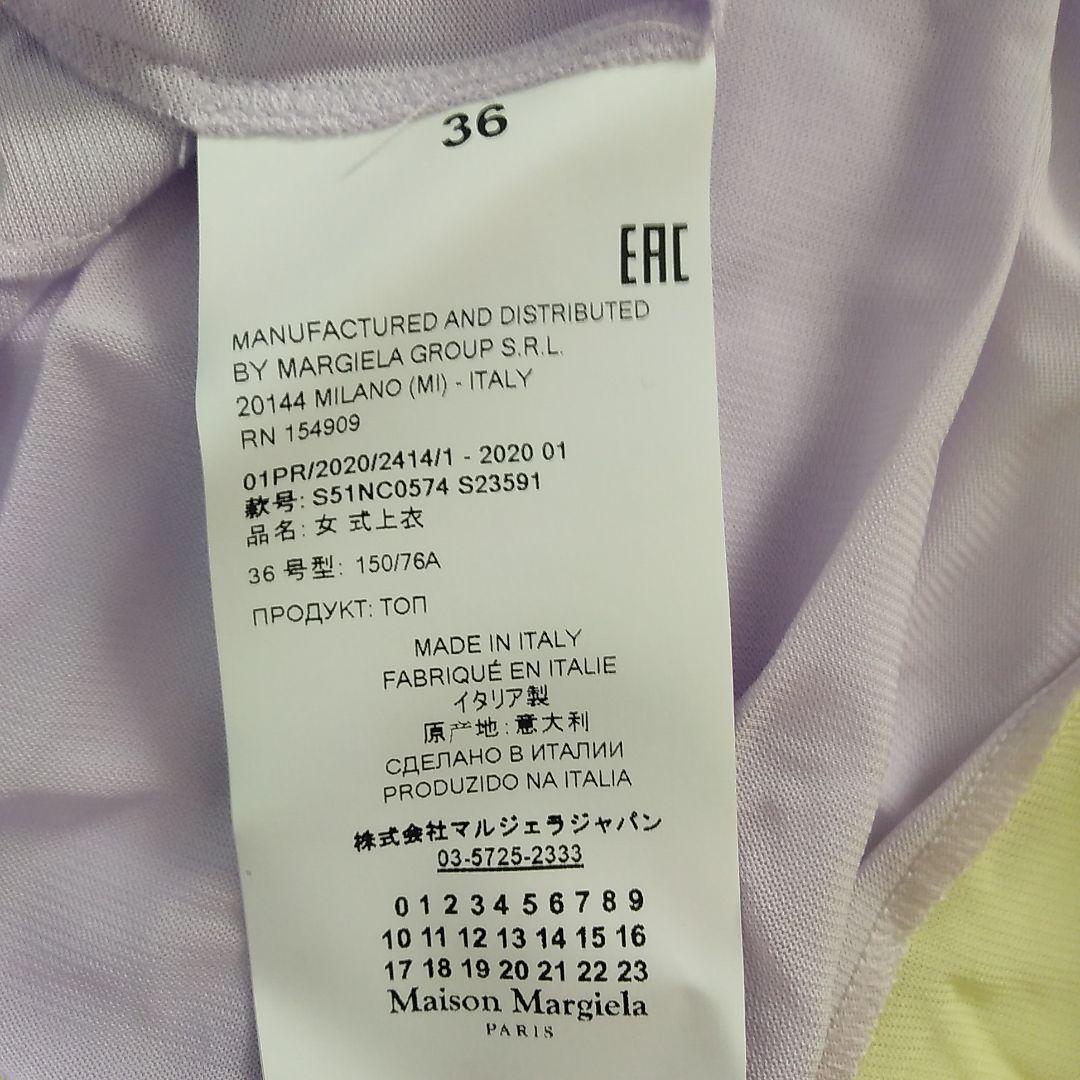 36
EAC
MANUFACTURED AND DISTRIBUTED
BY MARGIELA GROUP S.R.L.
20144 MILANO (MI) - ITALY
RN 154909
01PR/2020/2414/1 - 2020 01
款号: S51NC0574 S23591
品名: 女 式上衣
36 号型: 150/76A
ПРОДУКТ: ТОП
MADE IN ITALY
FABRIQUÉ EN ITALIE
イタリア製
原产地: 意大利
СДЕЛАНО В ИТАЛИИ
PRODUZIDO NA ITALIA
株式会社マルジェラジャパン
03-5725-2333
0 1 2 3 4 5 6 7 8 9
10 11 12 13 14 15 16
17 18 19 20 21 22 23
Maison Margiela
PARIS